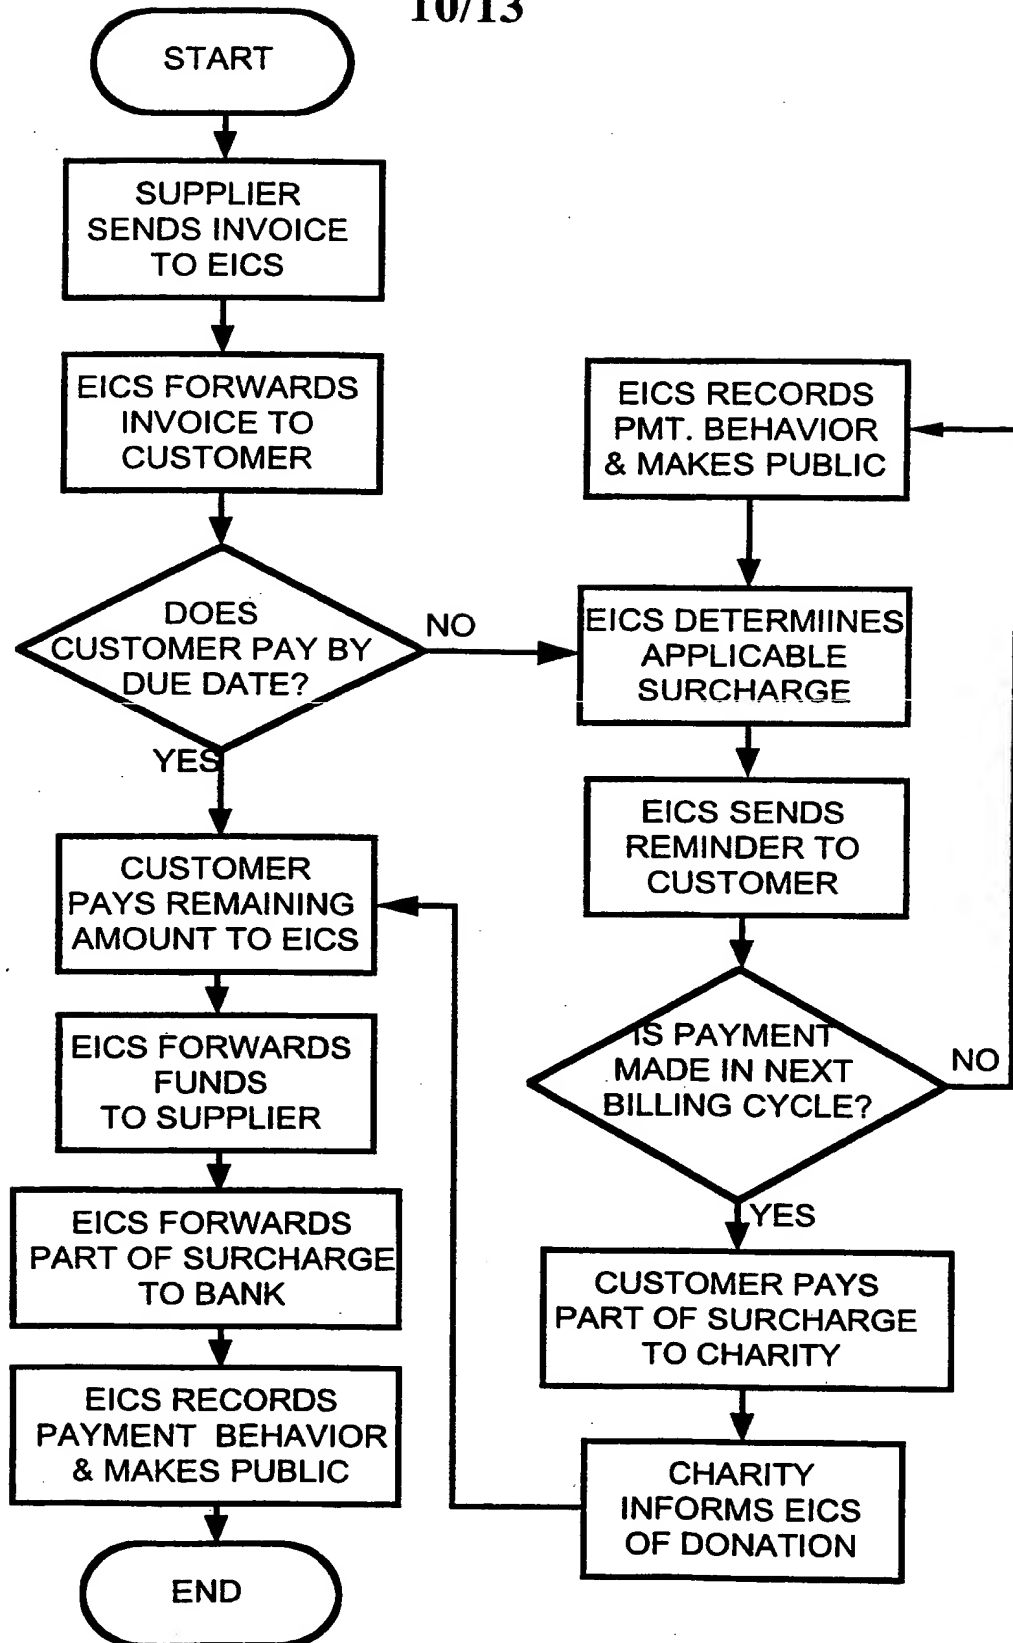 10/13
START
SUPPLIER
SENDS INVOICE
TO EICS
EICS FORWARDS
INVOICE TO
CUSTOMER
DOES
CUSTOMER PAY BY
DUE DATE?
NO
YES
CUSTOMER
PAYS REMAINING
AMOUNT TO EICS
EICS FORWARDS
FUNDS
TO SUPPLIER
EICS FORWARDS
PART OF SURCHARGE
TO BANK
EICS RECORDS
PAYMENT BEHAVIOR
& MAKES PUBLIC
END
EICS RECORDS
PMT. BEHAVIOR
& MAKES PUBLIC
EICS DETERMIINES
APPLICABLE
SURCHARGE
EICS SENDS
REMINDER TO
CUSTOMER
IS PAYMENT
MADE IN NEXT
BILLING CYCLE?
NO
YES
CUSTOMER PAYS
PART OF SURCHARGE
TO CHARITY
CHARITY
INFORMS EICS
OF DONATION